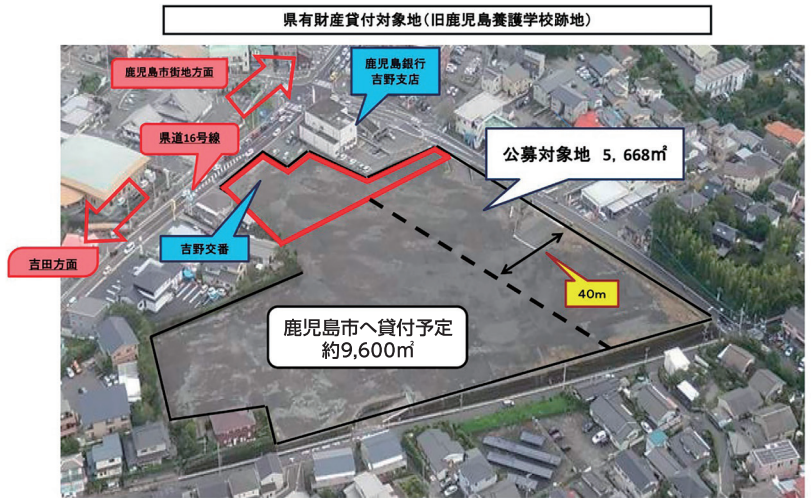 県有財産貸付対象地(旧鹿児島養護学校跡地)
鹿児島市街地方面
鹿児島銀行
吉野支店
県道16号線
公募対象地 5,668㎡
吉野交番
吉田方面
40m
鹿児島市へ貸付予定
約9,600㎡